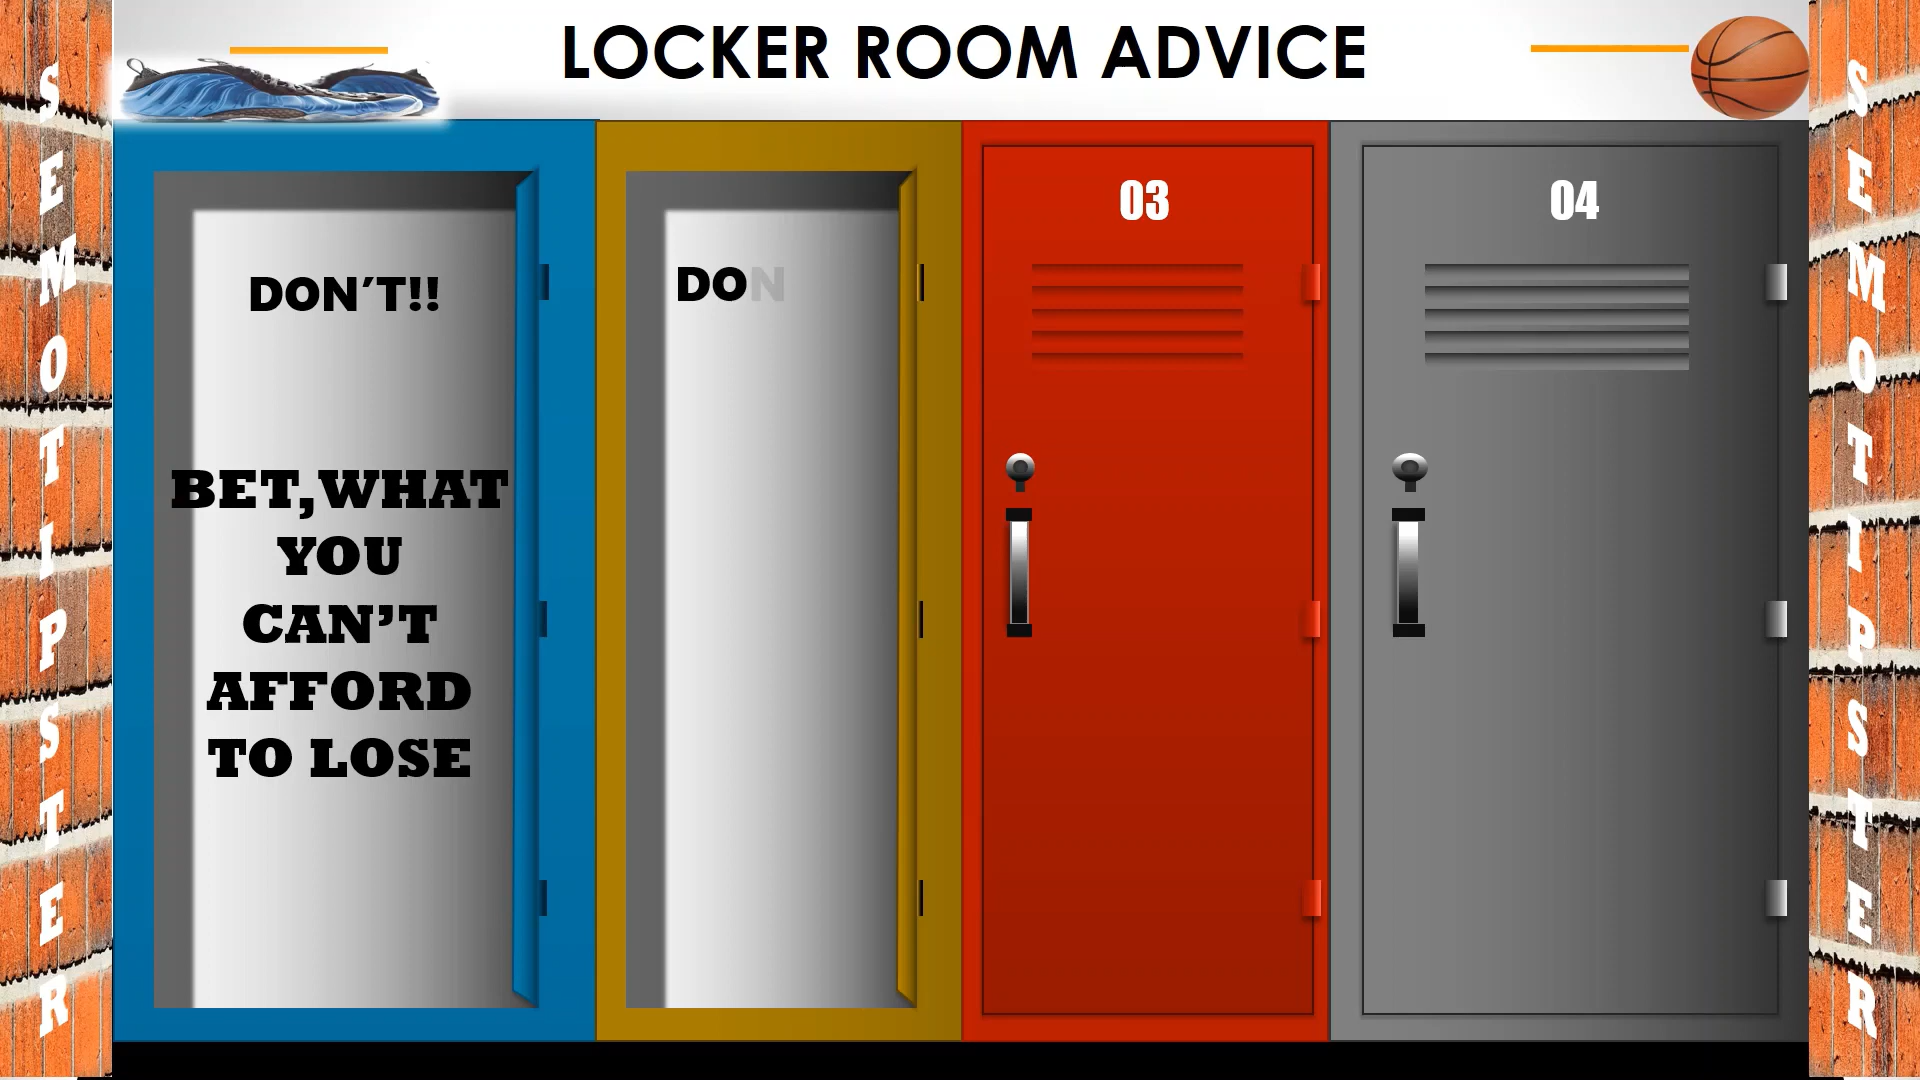 LOCKER ROOM ADVICE
SEMOTIPSTER
DON´T!!
BET,WHAT
YOU
CAN’T
AFFORD
TO LOSE
DON
03
04
SEMOTIPSTER